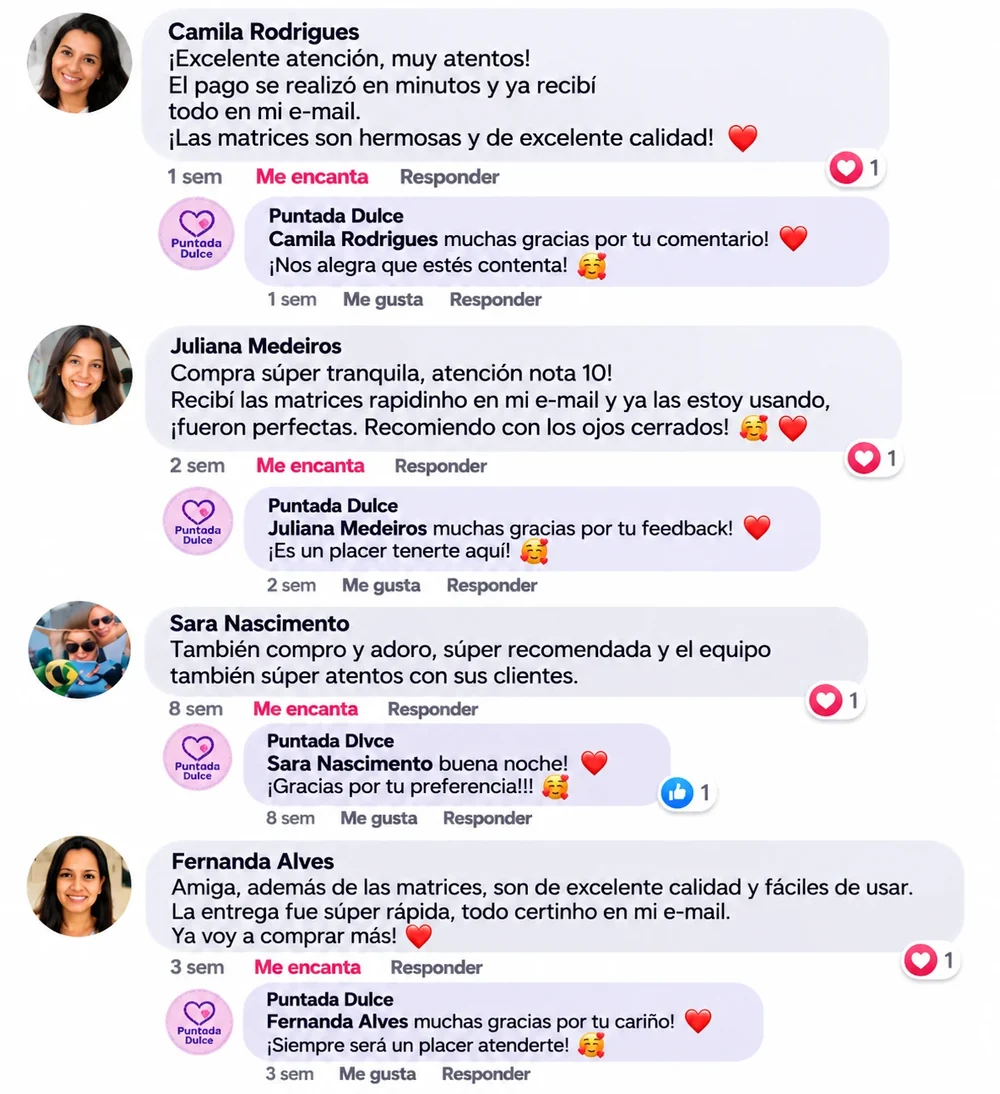 Camila Rodrigues
¡Excelente atención, muy atentos!
El pago se realizó en minutos y ya recibí
todo en mi e-mail.
¡Las matrices son hermosas y de excelente calidad! ❤️
1
1 sem Me encanta Responder
Puntada
Dulce
Puntada Dulce
Camila Rodrigues muchas gracias por tu comentario! ❤️
¡Nos alegra que estés contenta! 🥰
1 sem Me gusta Responder
Juliana Medeiros
Compra súper tranquila, atención nota 10!
Recibí las matrices rapidinho en mi e-mail y ya las estoy usando,
¡fueron perfectas. Recomiendo con los ojos cerrados! 🥰 ❤️
1
2 sem Me encanta Responder
Puntada
Dulce
Puntada Dulce
Juliana Medeiros muchas gracias por tu feedback! ❤️
¡Es un placer tenerte aquí! 🥰
2 sem Me gusta Responder
Sara Nascimento
También compro y adoro, súper recomendada y el equipo
también súper atentos con sus clientes.
1
8 sem Me encanta Responder
Puntada
Dulce
Puntada Dlvce
Sara Nascimento buena noche! ❤️
¡Gracias por tu preferencia!!! 🥰
1
8 sem Me gusta Responder
Fernanda Alves
Amiga, además de las matrices, son de excelente calidad y fáciles de usar.
La entrega fue súper rápida, todo certinho en mi e-mail.
Ya voy a comprar más! ❤️
1
3 sem Me encanta Responder
Puntada
Dulce
Puntada Dulce
Fernanda Alves muchas gracias por tu cariño! ❤️
¡Siempre será un placer atenderte! 🥰
3 sem Me gusta Responder